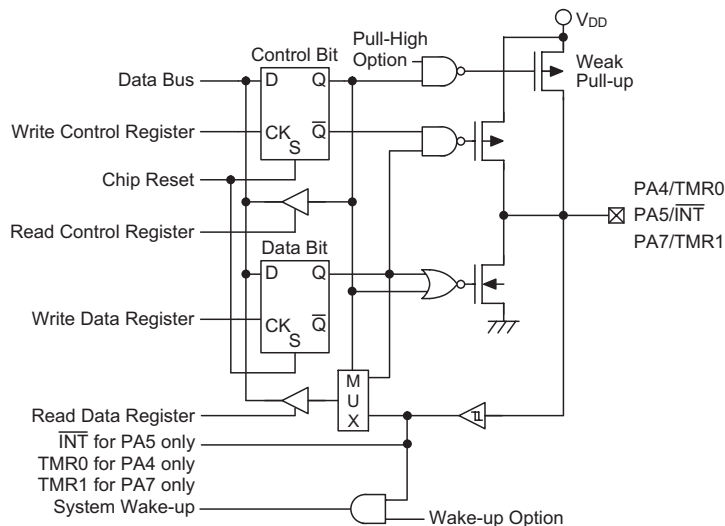 VDD
Control Bit
Pull-High
Option
Weak
Pull-up
Data Bus
D
Q
Write Control Register
CK
Q̅
S
Chip Reset
PA4/TMR0
PA5/I̅N̅T̅
PA7/TMR1
Read Control Register
Data Bit
D
Q
Write Data Register
CK
Q̅
S
M
U
X
Read Data Register
I̅N̅T̅ for PA5 only
TMR0 for PA4 only
TMR1 for PA7 only
System Wake-up
Wake-up Option